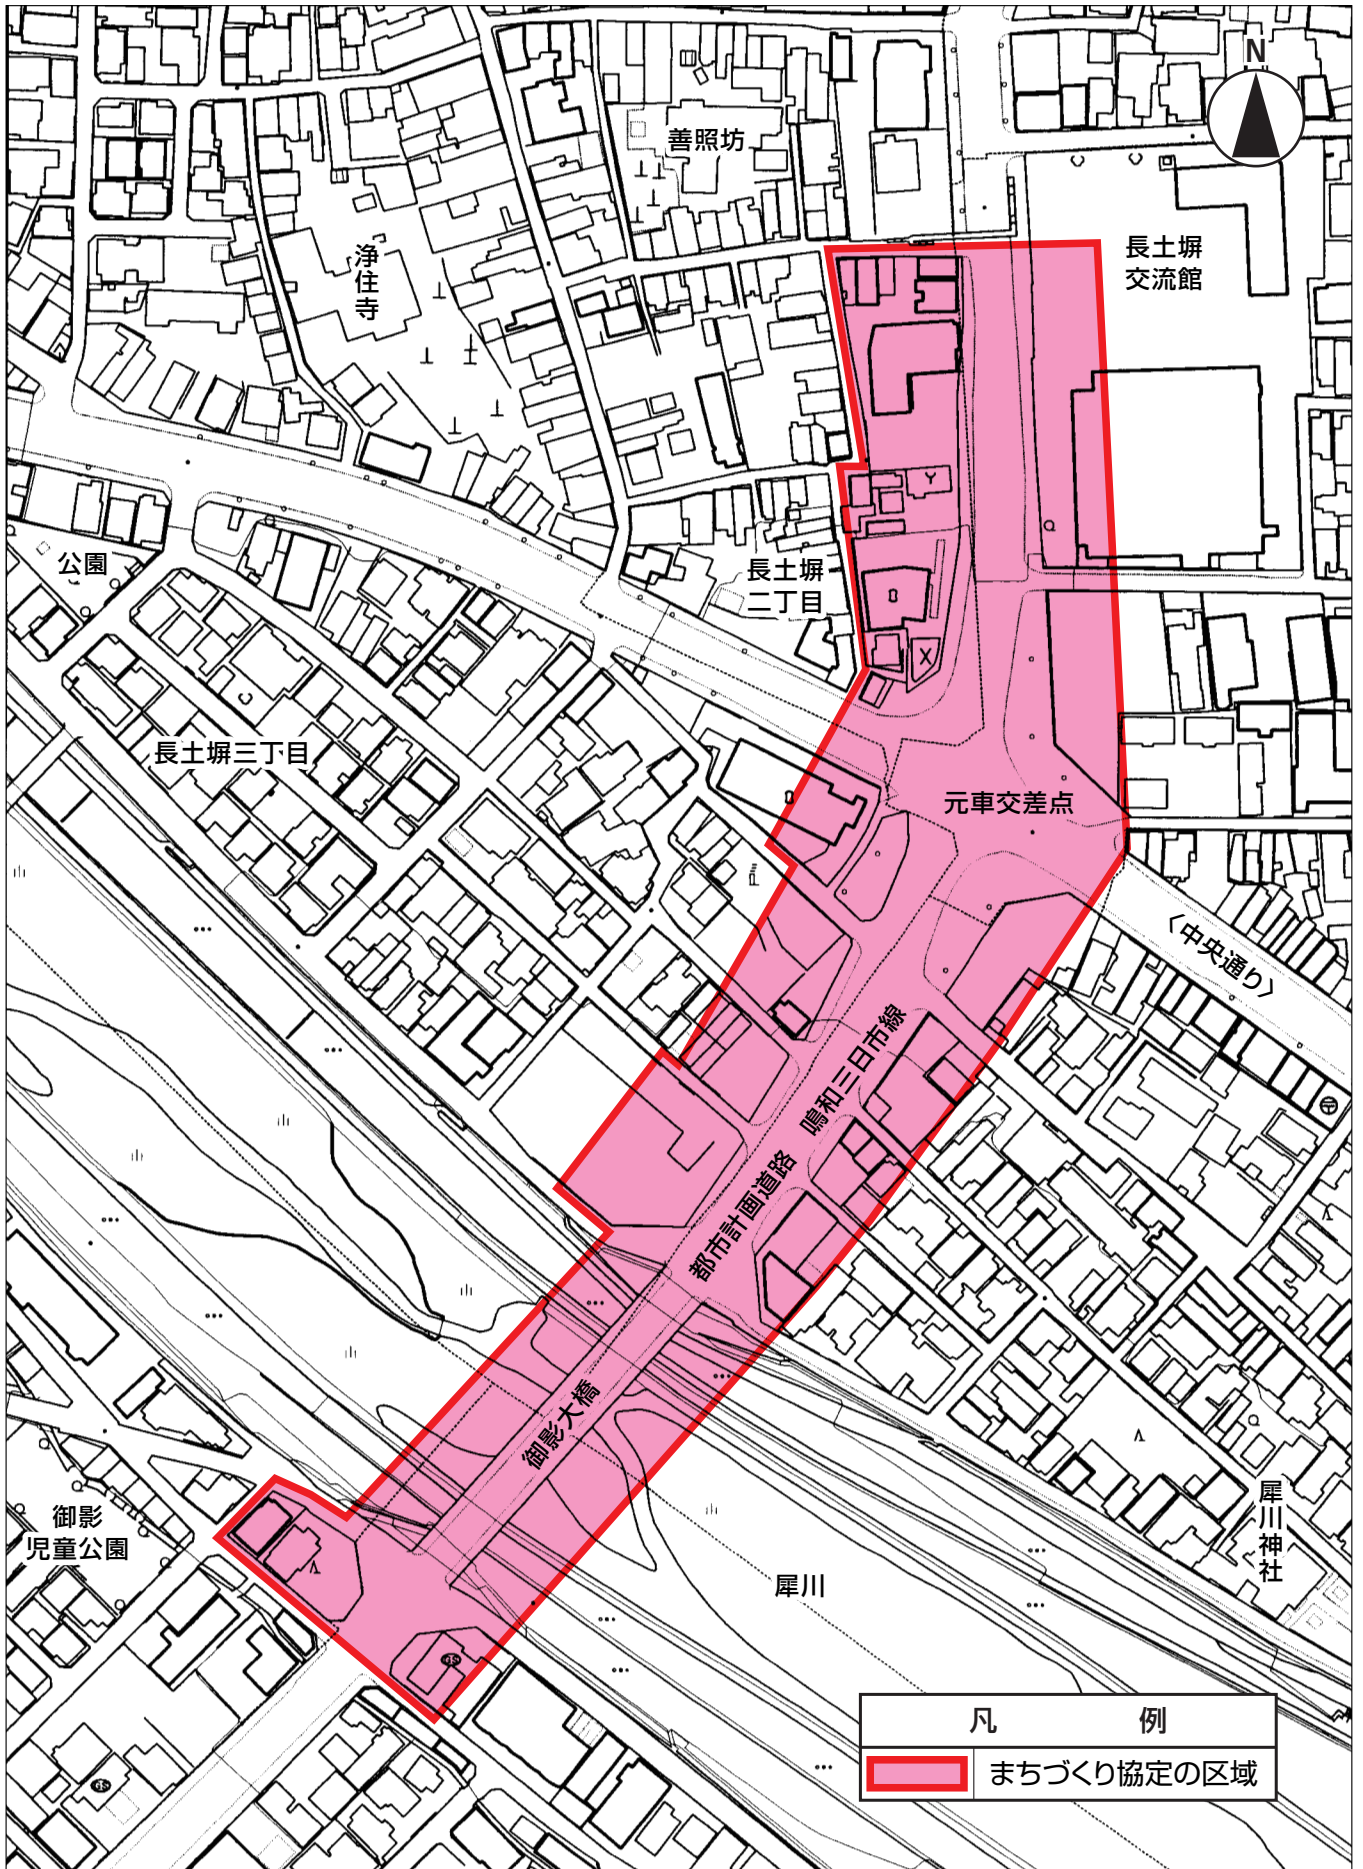 N
善照坊
浄住寺
長土塀
交流館
公園
長土塀
二丁目
長土塀三丁目
元車交差点
〈中央通り〉
都市計画道路 鳴和三日市線
御影大橋
御影
児童公園
犀川
犀川神社
凡 例
まちづくり協定の区域